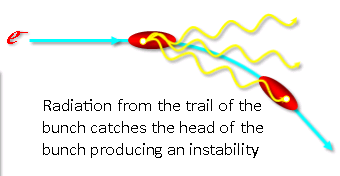 e-
Radiation from the trail of the
bunch catches the head of the
bunch producing an instability